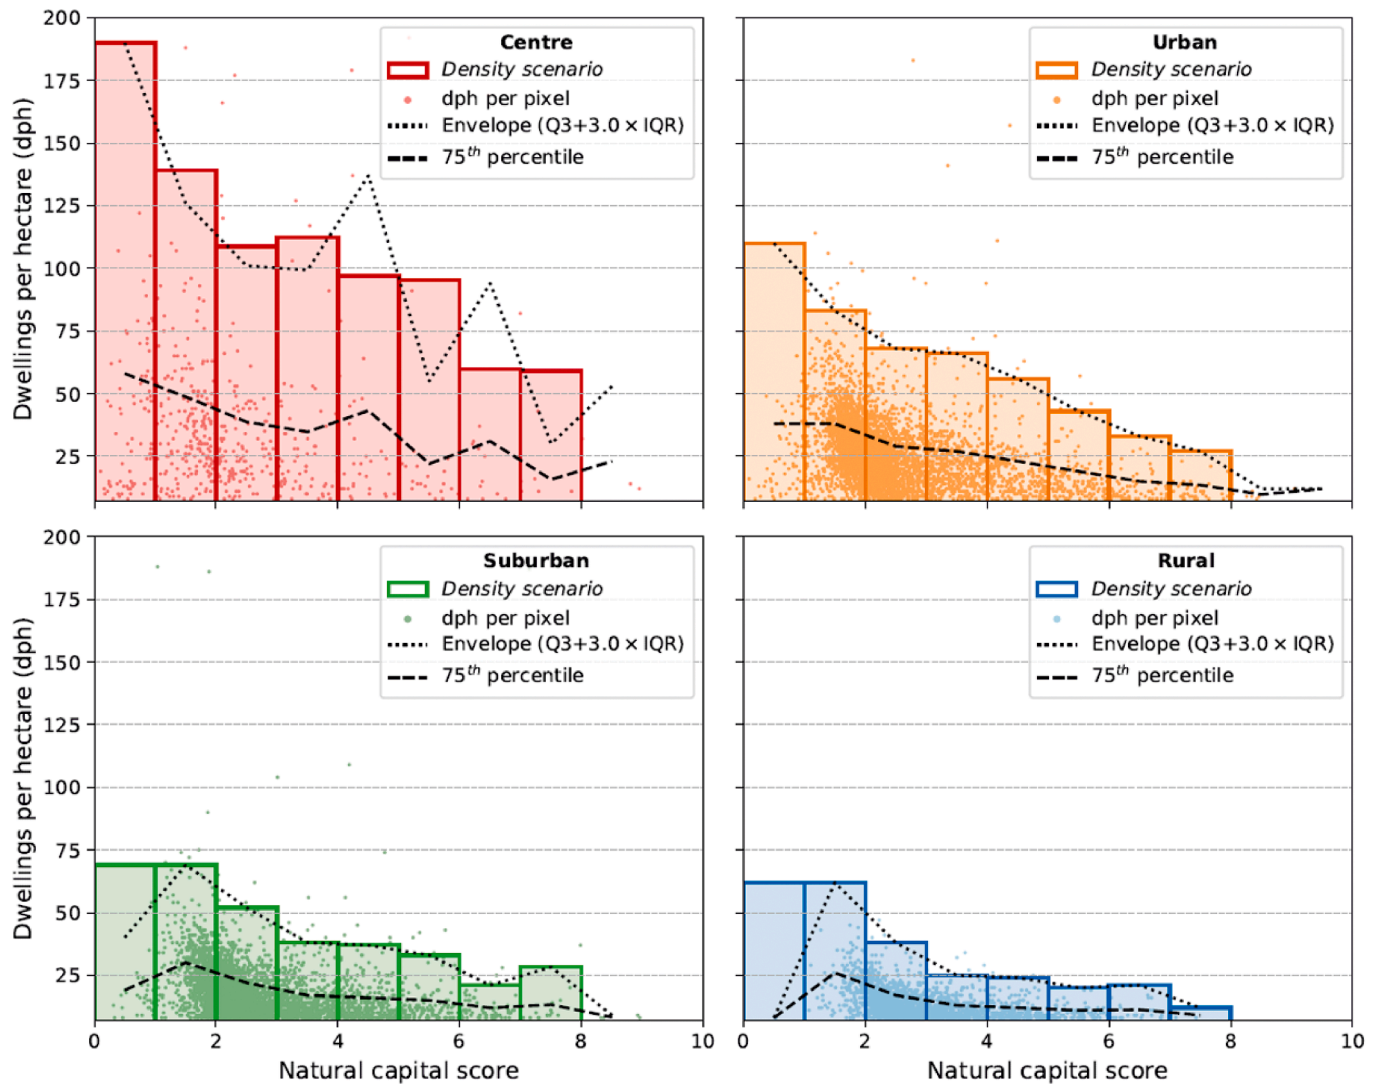 200
175
150
125
100
75
50
25
Dwellings per hectare (dph)
Centre
Density scenario
dph per pixel
Envelope (Q3+3.0 × IQR)
75th percentile
Urban
Density scenario
dph per pixel
Envelope (Q3+3.0 × IQR)
75th percentile
200
175
150
125
100
75
50
25
Dwellings per hectare (dph)
Suburban
Density scenario
dph per pixel
Envelope (Q3+3.0 × IQR)
75th percentile
0 2 4 6 8 10
Natural capital score
Rural
Density scenario
dph per pixel
Envelope (Q3+3.0 × IQR)
75th percentile
0 2 4 6 8 10
Natural capital score